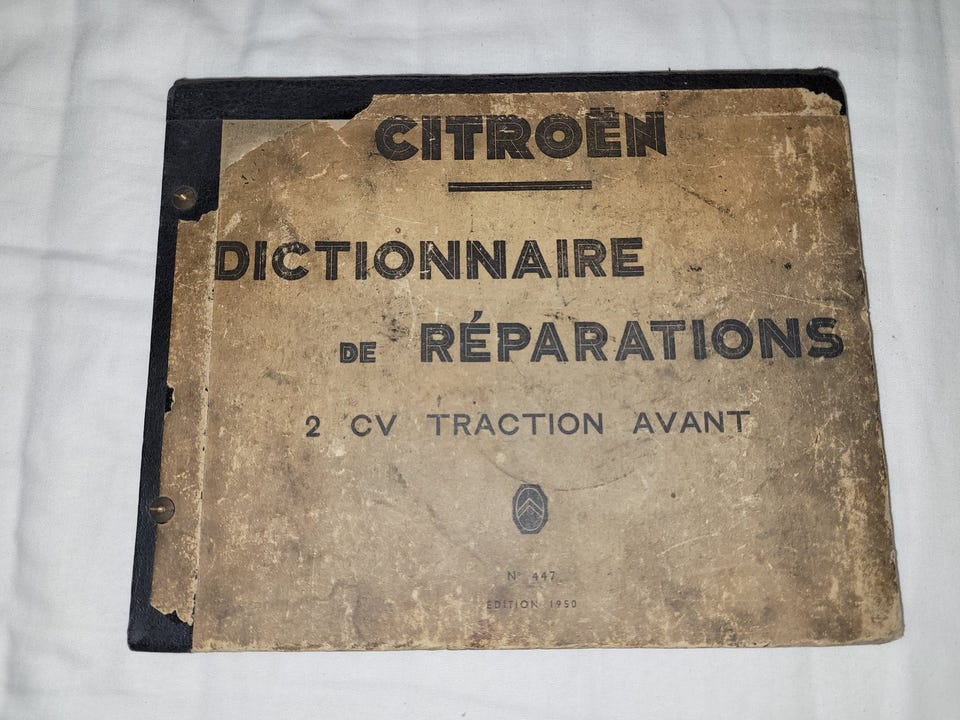 CITROËN
DICTIONNAIRE
DE RÉPARATIONS
2 CV TRACTION AVANT
N° 447
EDITION 1950